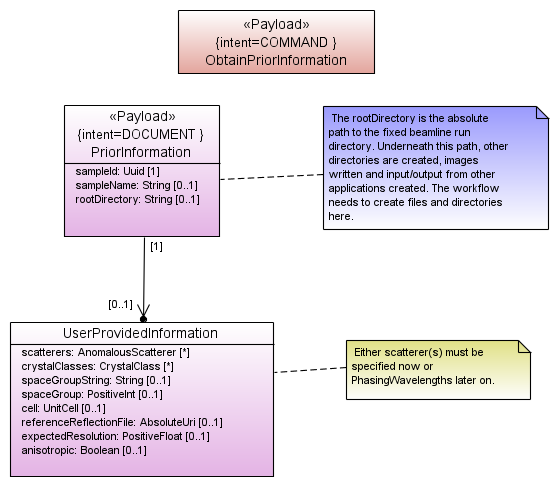 «Payload»
{intent=COMMAND }
ObtainPriorInformation
«Payload»
{intent=DOCUMENT }
PriorInformation
sampleId: Uuid [1]
sampleName: String [0..1]
rootDirectory: String [0..1]
The rootDirectory is the absolute
path to the fixed beamline run
directory. Underneath this path, other
directories are created, images
written and input/output from other
applications created. The workflow
needs to create files and directories
here.
[1]
[0..1]
UserProvidedInformation
scatterers: AnomalousScatterer [*]
crystalClasses: CrystalClass [*]
spaceGroupString: String [0..1]
spaceGroup: PositiveInt [0..1]
cell: UnitCell [0..1]
referenceReflectionFile: AbsoluteUri [0..1]
expectedResolution: PositiveFloat [0..1]
anisotropic: Boolean [0..1]
Either scatterer(s) must be
specified now or
PhasingWavelengths later on.